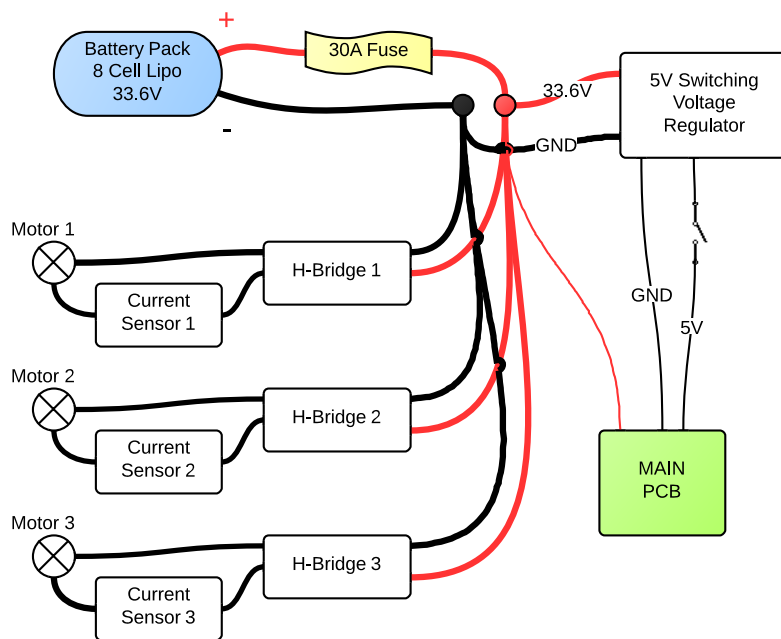 +
Battery Pack
8 Cell Lipo
33.6V
-
30A Fuse
33.6V
5V Switching
Voltage
Regulator
GND
Motor 1
H-Bridge 1
Current
Sensor 1
GND
5V
Motor 2
H-Bridge 2
Current
Sensor 2
MAIN
PCB
Motor 3
H-Bridge 3
Current
Sensor 3